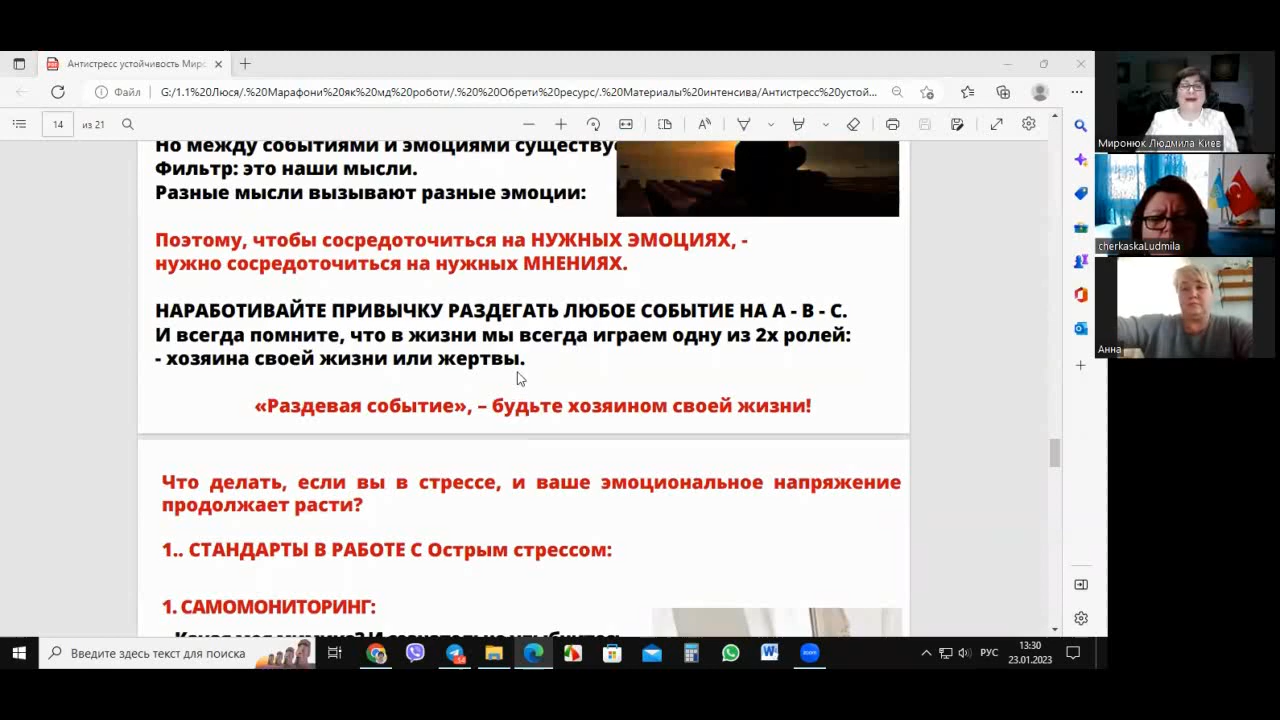 Антистресс устойчивость Миро
Файл
G:/1.1%20Люся/.%20Марафони%20як%20мд%20роботи/.%20%20Обрети%20ресурс/.%20Материалы%20интенсива/Антистресс%20устой...
14 из 21
Но между событиями и эмоциями существу
Фильтр: это наши мысли.
Разные мысли вызывают разные эмоции:
Поэтому, чтобы сосредоточиться на НУЖНЫХ ЭМОЦИЯХ, -
нужно сосредоточиться на нужных МНЕНИЯХ.
НАРАБОТИВАЙТЕ ПРИВЫЧКУ РАЗДЕГАТЬ ЛЮБОЕ СОБЫТИЕ НА А - В - С.
И всегда помните, что в жизни мы всегда играем одну из 2х ролей:
- хозяина своей жизни или жертвы.
«Раздевая событие», – будьте хозяином своей жизни!
Что делать, если вы в стрессе, и ваше эмоциональное напряжение
продолжает расти?
1.. СТАНДАРТЫ В РАБОТЕ С Острым стрессом:
1. САМОМОНИТОРИНГ:
Миронюк Людмила Киев
cherkaskaLudmila
Анна
Введите здесь текст для поиска
zoom
РУС
13:30
23.01.2023